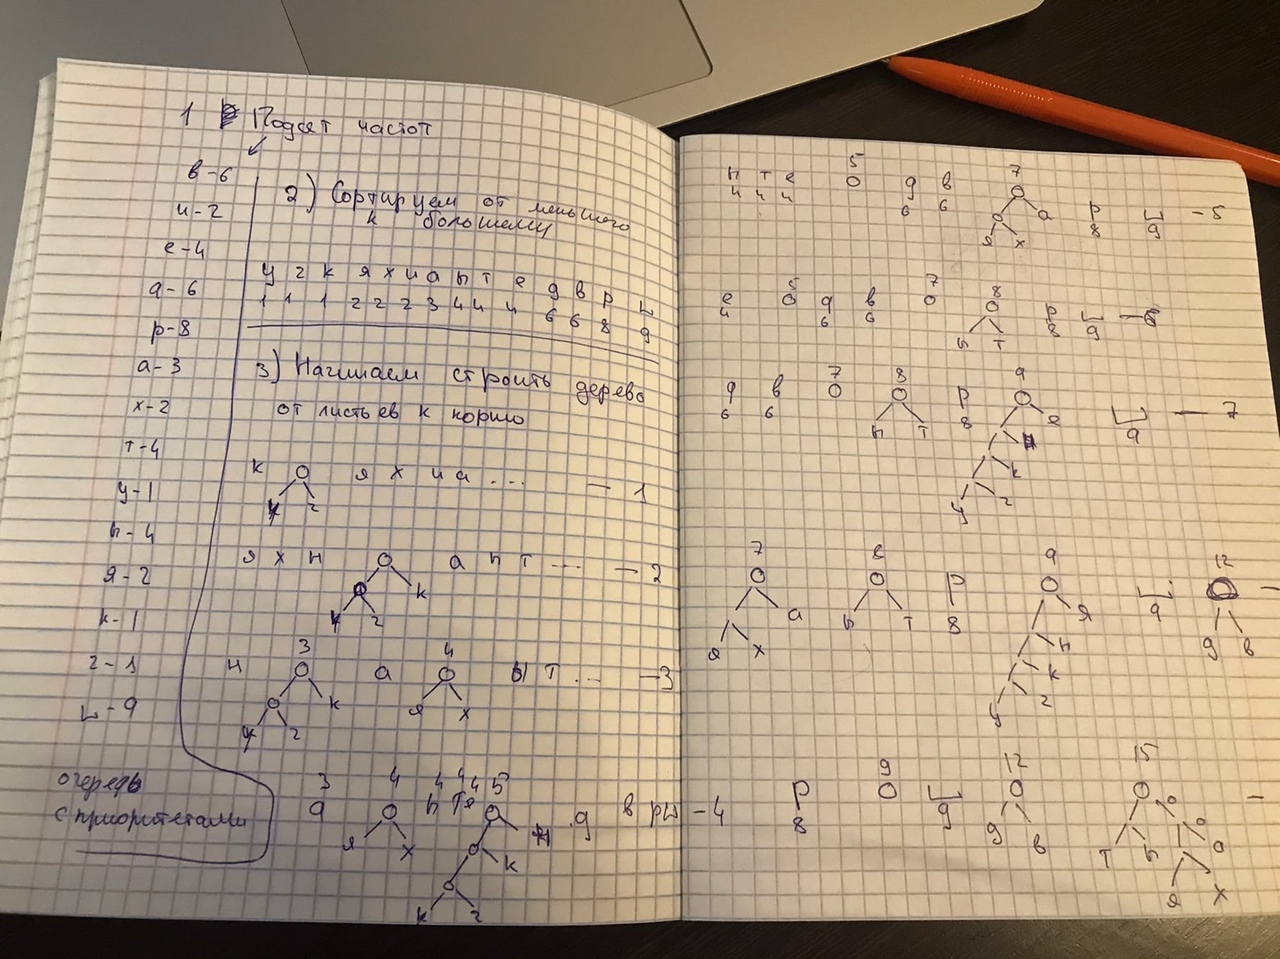 1 Подсет частот
в-6
и-2
е-4
д-6
р-8
а-3
х-2
т-4
у-1
ь-4
я-2
к-1
г-1
␣-9
очередь
с приоритетами
2) Сортируем от меньшего
к большему
у г к я х и а ь т е д в р ␣
1 1 1 2 2 2 3 4 4 4 6 6 8 9
3) Начинаем строить дерево
от листьев к корню
к я х и а ... — 1
у г
я х и а ь т ... — 2
к
у г
3 4
и а ь т ... — 3
к я х
у г
3 4 4 4 4 5
а ь т е и д в р ␣ - 4
я х к
у г
5 7
ь т е д в р ␣ - 5
4 4 4 6 6 а 8 9
я х
5 7 8
е д в р ␣ — 6
4 6 6 ь т 8 9
7 8 9
д в р е ␣ — 7
6 6 ь т 8 9
к
г
у
7 8 9 12
р ␣ —
а ь т 8 я 9 д в
я х и
к
г
у
9 12 15
р ␣ —
8 9 д в т ь а
я х